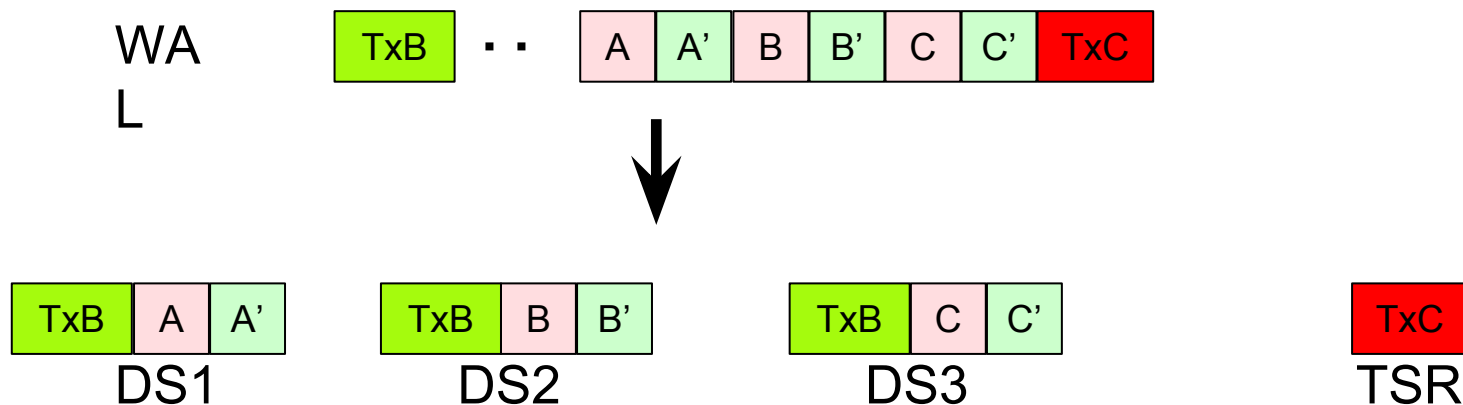 WA
L
TxB . . A A’ B B’ C C’ TxC
TxB A A’ TxB B B’ TxB C C’ TxC
DS1 DS2 DS3 TSR